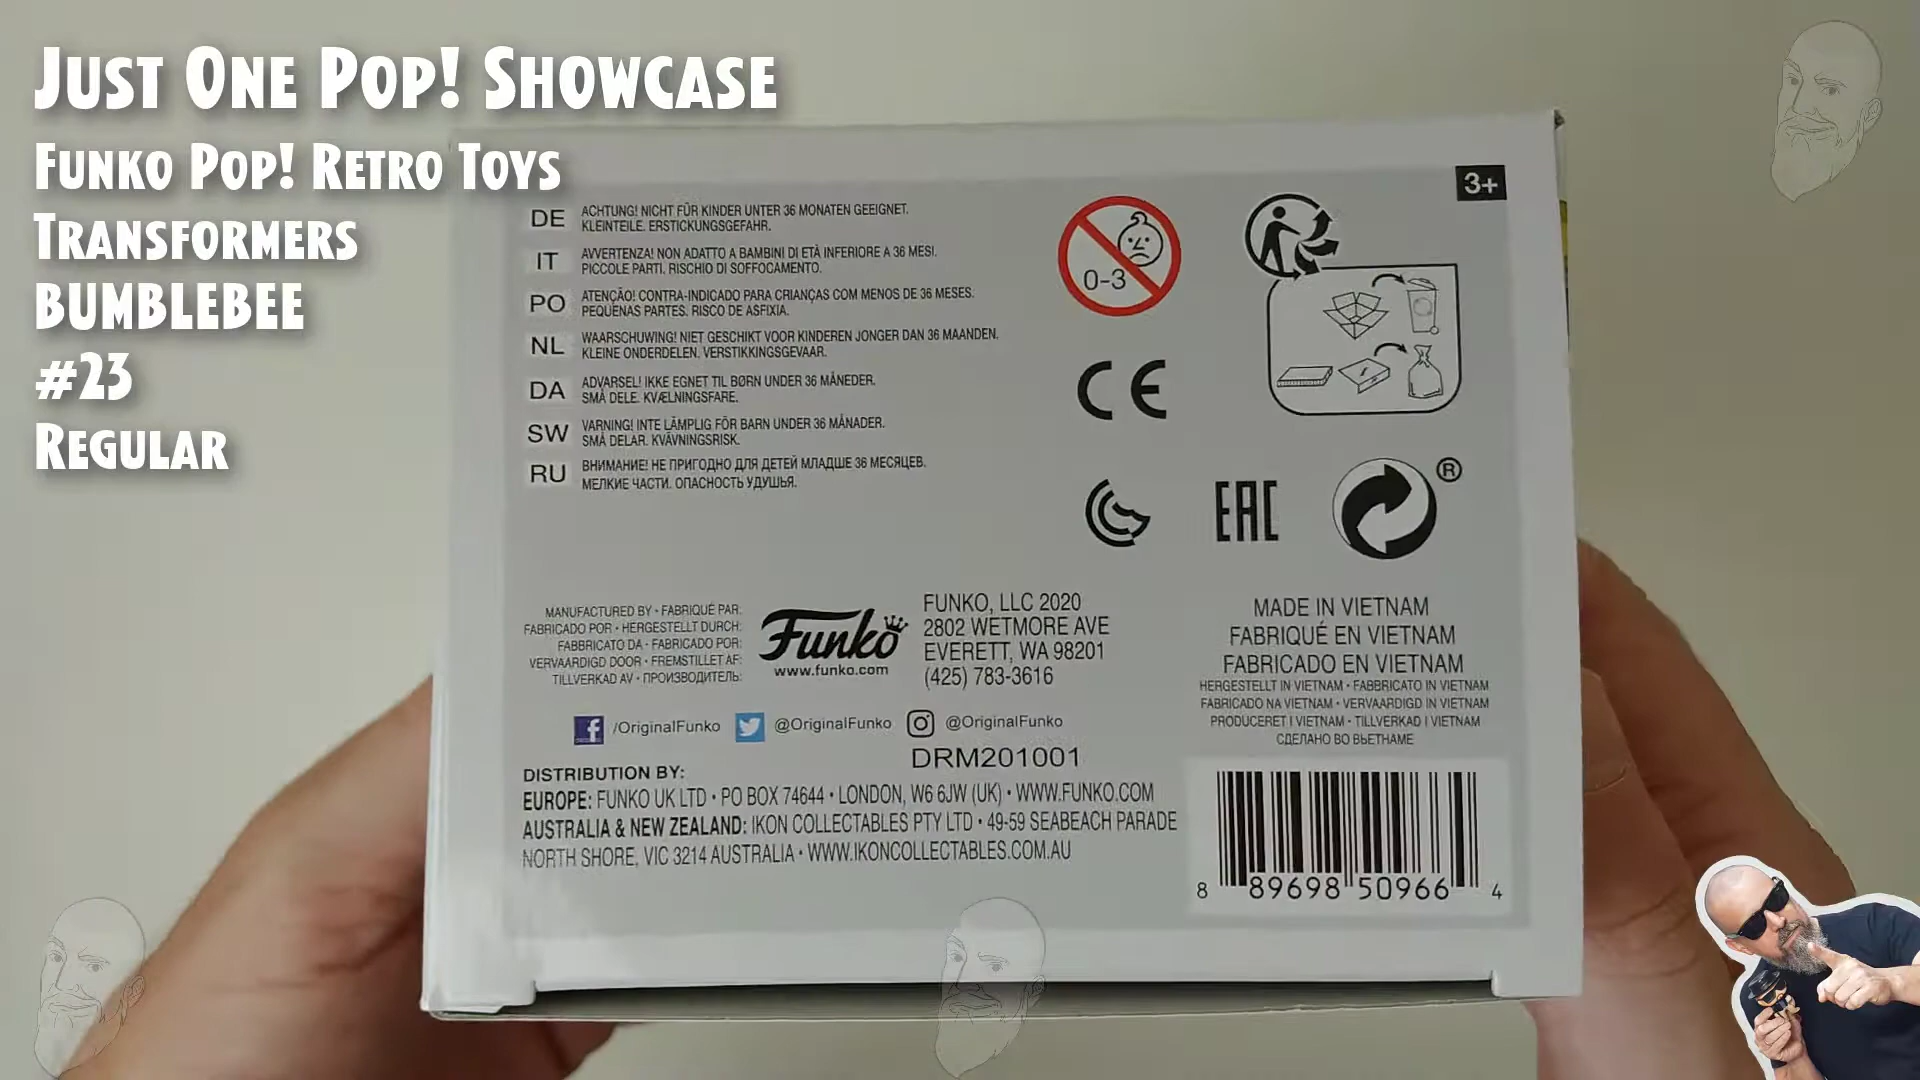 Just One Pop! Showcase
Funko Pop! Retro Toys
Transformers
BUMBLEBEE
#23
Regular
3+
DE ACHTUNG! NICHT FÜR KINDER UNTER 36 MONATEN GEEIGNET.
KLEINTEILE. ERSTICKUNGSGEFAHR.
IT AVVERTENZA! NON ADATTO A BAMBINI DI ETÀ INFERIORE A 36 MESI.
PICCOLE PARTI. RISCHIO DI SOFFOCAMENTO.
PO ATENÇÃO! CONTRA-INDICADO PARA CRIANÇAS COM MENOS DE 36 MESES.
PEQUENAS PARTES. RISCO DE ASFIXIA.
NL WAARSCHUWING! NIET GESCHIKT VOOR KINDEREN JONGER DAN 36 MAANDEN.
KLEINE ONDERDELEN. VERSTIKKINGSGEVAAR.
DA ADVARSEL! IKKE EGNET TIL BØRN UNDER 36 MÅNEDER.
SMÅ DELE. KVÆLNINGSFARE.
SW VARNING! INTE LÄMPLIG FÖR BARN UNDER 36 MÅNADER.
SMÅ DELAR. KVÄVNINGSRISK.
RU ВНИМАНИЕ! НЕ ПРИГОДНО ДЛЯ ДЕТЕЙ МЛАДШЕ 36 МЕСЯЦЕВ.
МЕЛКИЕ ЧАСТИ. ОПАСНОСТЬ УДУШЬЯ.
0-3
CE
EAC
®
MANUFACTURED BY • FABRIQUÉ PAR:
FABRICADO POR • HERGESTELLT DURCH:
FABBRICATO DA • FABRICADO POR:
VERVAARDIGD DOOR • FREMSTILLET AF:
TILLVERKAD AV • ПРОИЗВОДИТЕЛЬ:
Funko
www.funko.com
FUNKO, LLC 2020
2802 WETMORE AVE
EVERETT, WA 98201
(425) 783-3616
MADE IN VIETNAM
FABRIQUÉ EN VIETNAM
FABRICADO EN VIETNAM
HERGESTELLT IN VIETNAM • FABBRICATO IN VIETNAM
FABRICADO NA VIETNAM • VERVAARDIGD IN VIETNAM
PRODUCERET I VIETNAM • TILLVERKAD I VIETNAM
СДЕЛАНО ВО ВЬЕТНАМЕ
/OriginalFunko @OriginalFunko @OriginalFunko
DRM201001
DISTRIBUTION BY:
EUROPE: FUNKO UK LTD • PO BOX 74644 • LONDON, W6 6JW (UK) • WWW.FUNKO.COM
AUSTRALIA & NEW ZEALAND: IKON COLLECTABLES PTY LTD • 49-59 SEABEACH PARADE
NORTH SHORE, VIC 3214 AUSTRALIA • WWW.IKONCOLLECTABLES.COM.AU
8 89698 50966 4